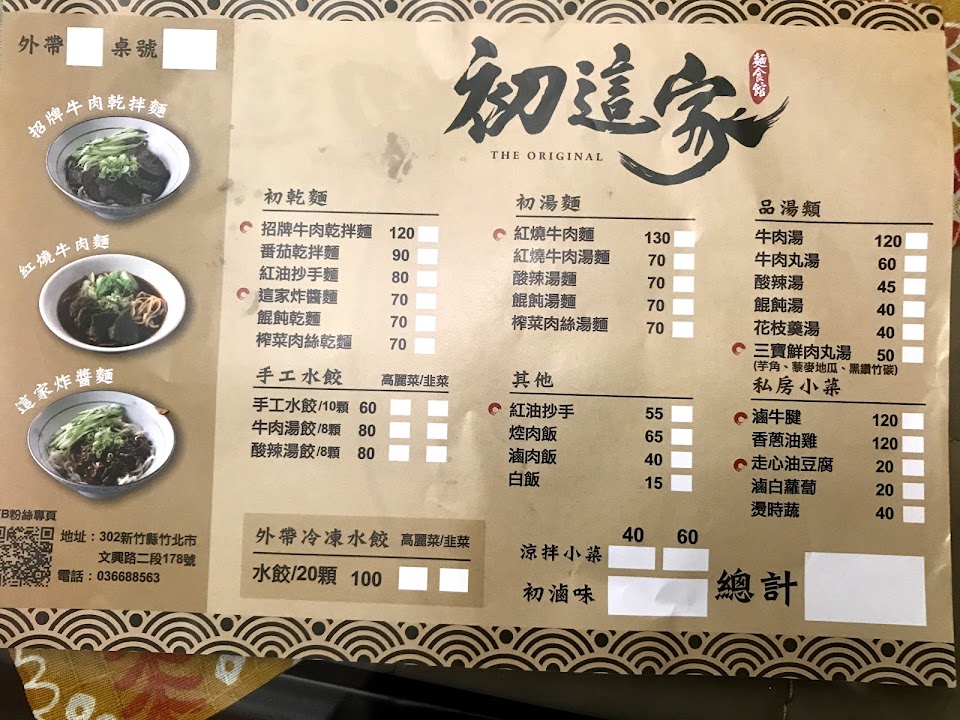 外帶 桌號
招牌牛肉乾拌麵
紅燒牛肉麵
這家炸醬麵
FB粉絲專頁
地址：302新竹縣竹北市
文興路二段178號
電話：036688563
初這家
麵食館
THE ORIGINAL
初乾麵
招牌牛肉乾拌麵 120
番茄乾拌麵 90
紅油抄手麵 80
這家炸醬麵 70
餛飩乾麵 70
榨菜肉絲乾麵 70
手工水餃 高麗菜/韭菜
手工水餃/10顆 60
牛肉湯餃/8顆 80
酸辣湯餃/8顆 80
外帶冷凍水餃 高麗菜/韭菜
水餃/20顆 100
初湯麵
紅燒牛肉麵 130
紅燒牛肉湯麵 70
酸辣湯麵 70
餛飩湯麵 70
榨菜肉絲湯麵 70
其他
紅油抄手 55
焢肉飯 65
滷肉飯 40
白飯 15
40 60
涼拌小菜
初滷味
品湯類
牛肉湯 120
牛肉丸湯 60
酸辣湯 45
餛飩湯 40
花枝羹湯 40
三寶鮮肉丸湯 50
(芋角、藜麥地瓜、黑鑽竹碳)
私房小菜
滷牛腱 120
香蔥油雞 120
走心油豆腐 20
滷白蘿蔔 20
燙時蔬 40
總計